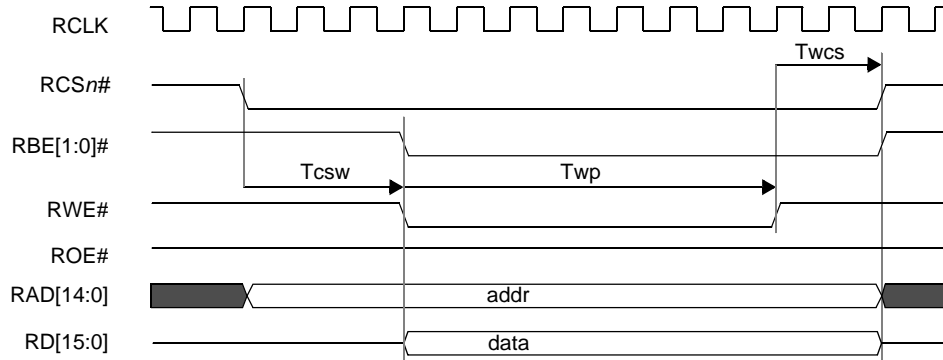 RCLK
Twcs
RCSn#
RBE[1:0]#
Tcsw Twp
RWE#
ROE#
RAD[14:0] addr
RD[15:0] data